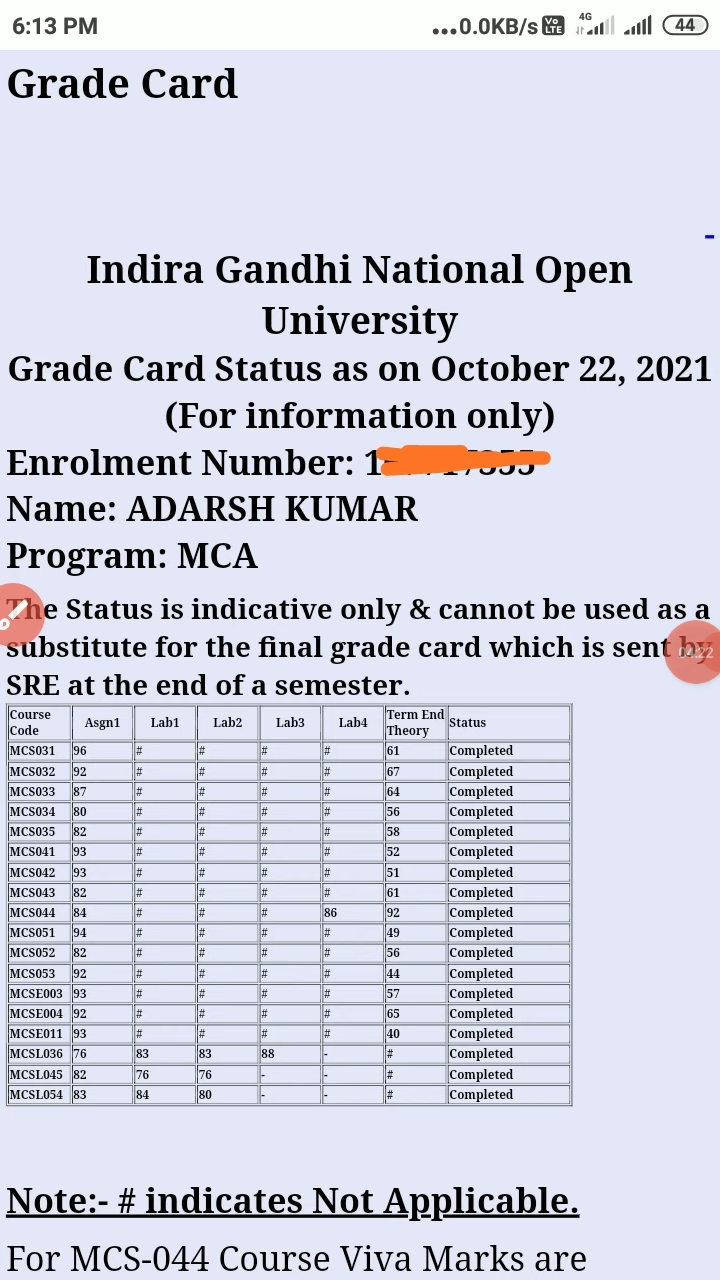 6:13 PM ...0.0KB/s Vo LTE 4G 44
Grade Card
-
Indira Gandhi National Open
University
Grade Card Status as on October 22, 2021
(For information only)
Enrolment Number:
Name: ADARSH KUMAR
Program: MCA
The Status is indicative only & cannot be used as a
substitute for the final grade card which is sent by
04:22
SRE at the end of a semester.
Course Code Asgn1 Lab1 Lab2 Lab3 Lab4 Term End Theory Status
MCS031 96 # # # # 61 Completed
MCS032 92 # # # # 67 Completed
MCS033 87 # # # # 64 Completed
MCS034 80 # # # # 56 Completed
MCS035 82 # # # # 58 Completed
MCS041 93 # # # # 52 Completed
MCS042 93 # # # # 51 Completed
MCS043 82 # # # # 61 Completed
MCS044 84 # # # 86 92 Completed
MCS051 94 # # # # 49 Completed
MCS052 82 # # # # 56 Completed
MCS053 92 # # # # 44 Completed
MCSE003 93 # # # # 57 Completed
MCSE004 92 # # # # 65 Completed
MCSE011 93 # # # # 40 Completed
MCSL036 76 83 83 88 - # Completed
MCSL045 82 76 76 - - # Completed
MCSL054 83 84 80 - - # Completed
Note:- # indicates Not Applicable.
For MCS-044 Course Viva Marks are